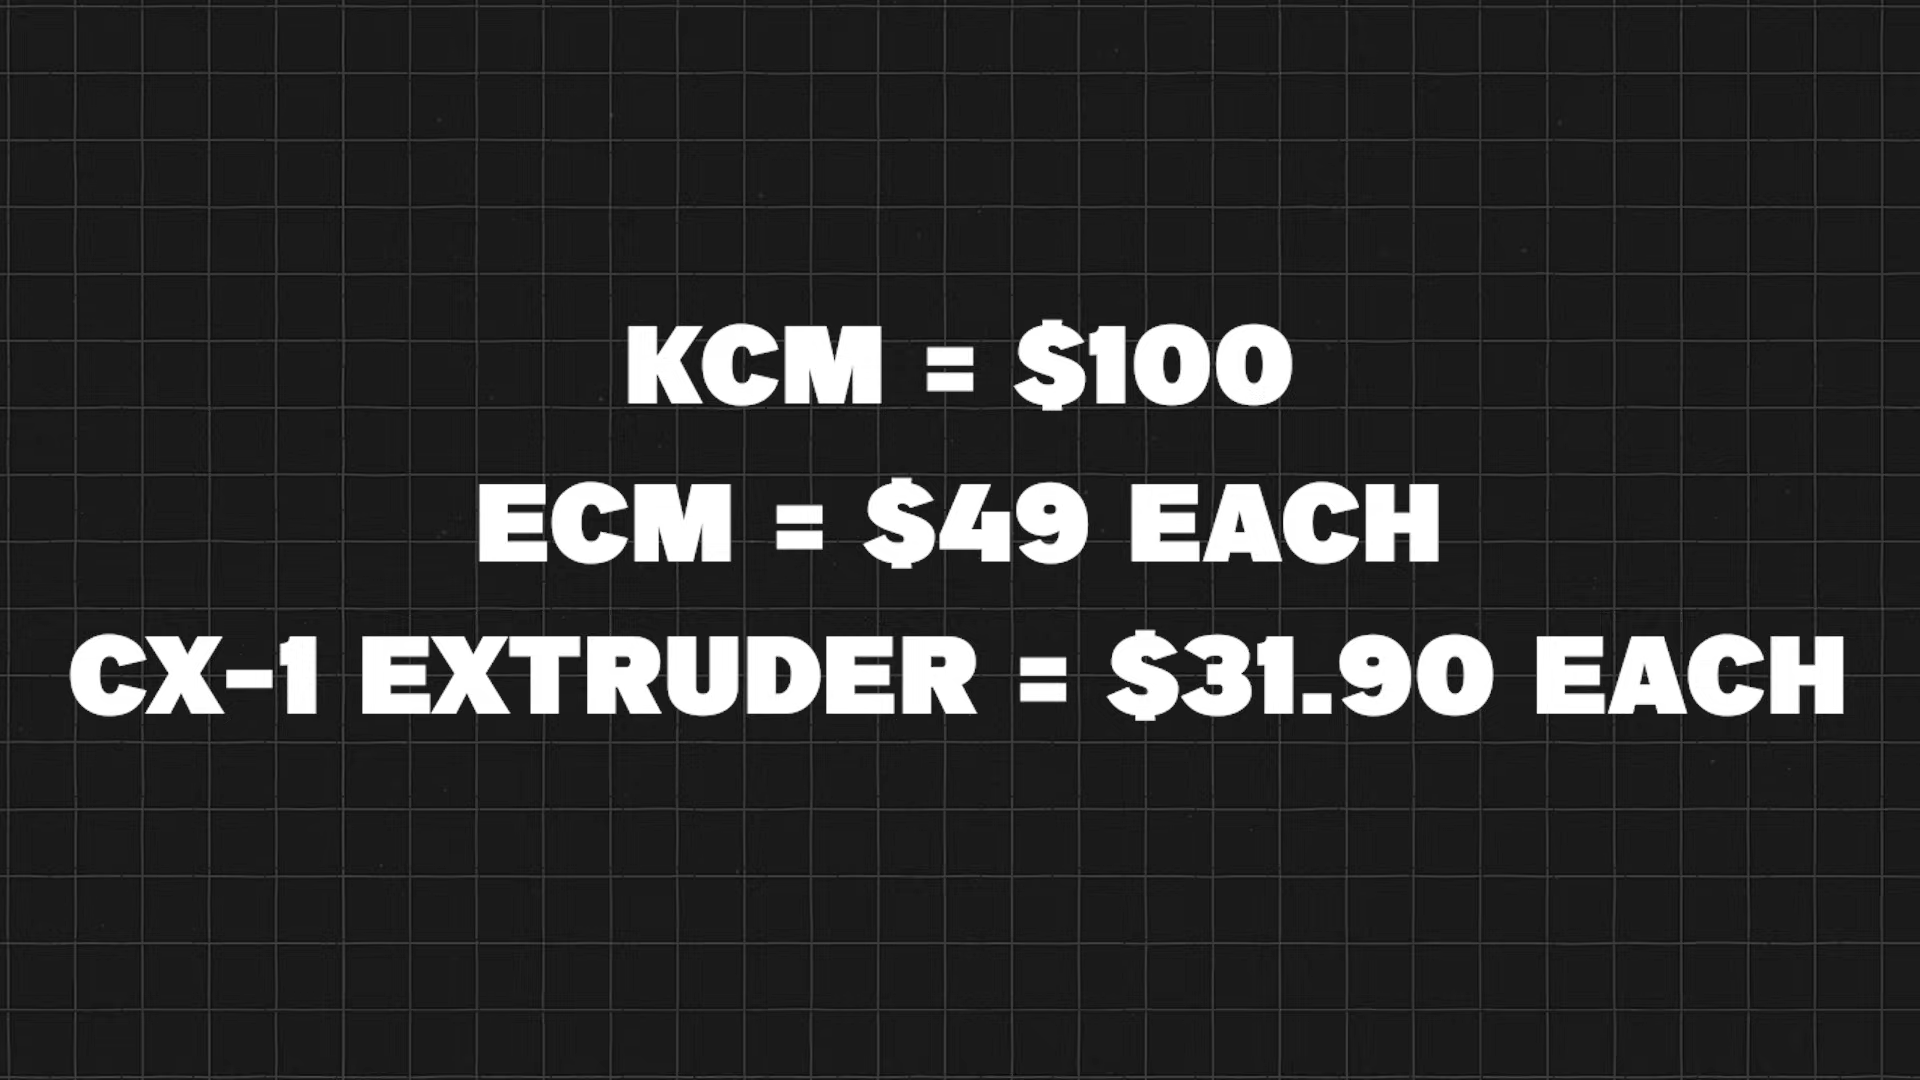 KCM = $100
ECM = $49 EACH
CX-1 EXTRUDER = $31.90 EACH